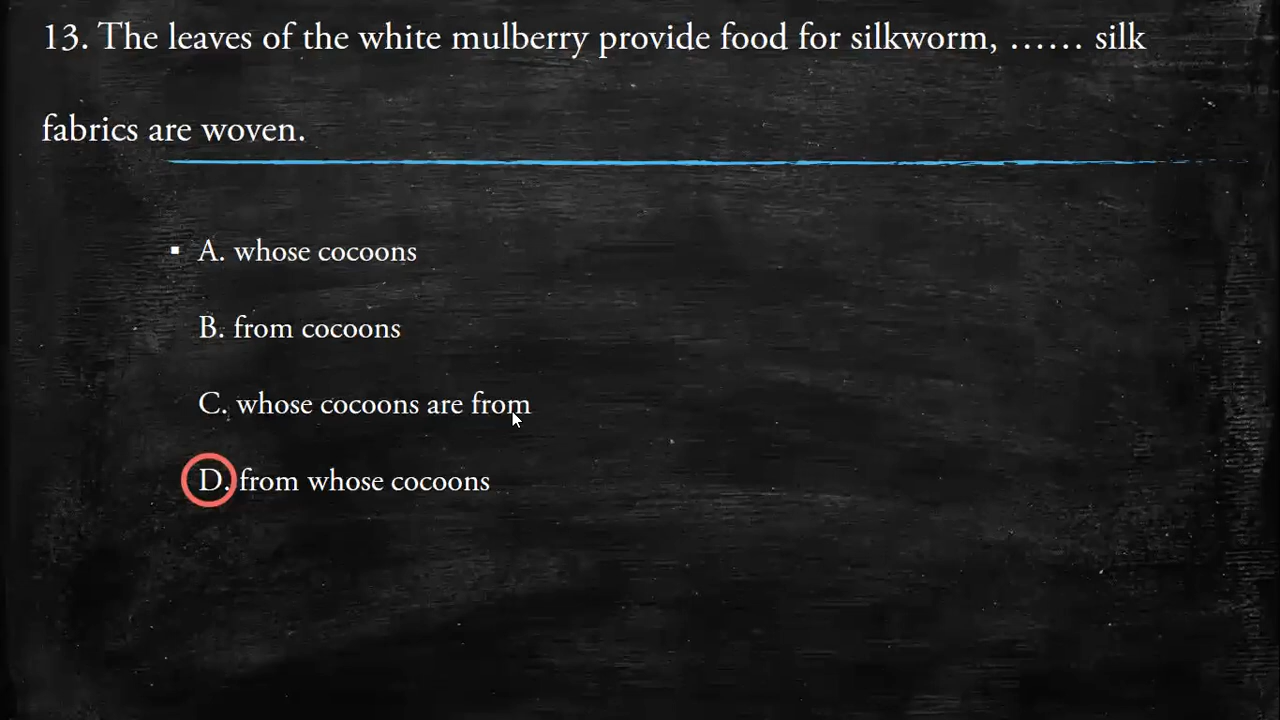 13. The leaves of the white mulberry provide food for silkworm, …… silk
fabrics are woven.
▪ A. whose cocoons
B. from cocoons
C. whose cocoons are from
D. from whose cocoons